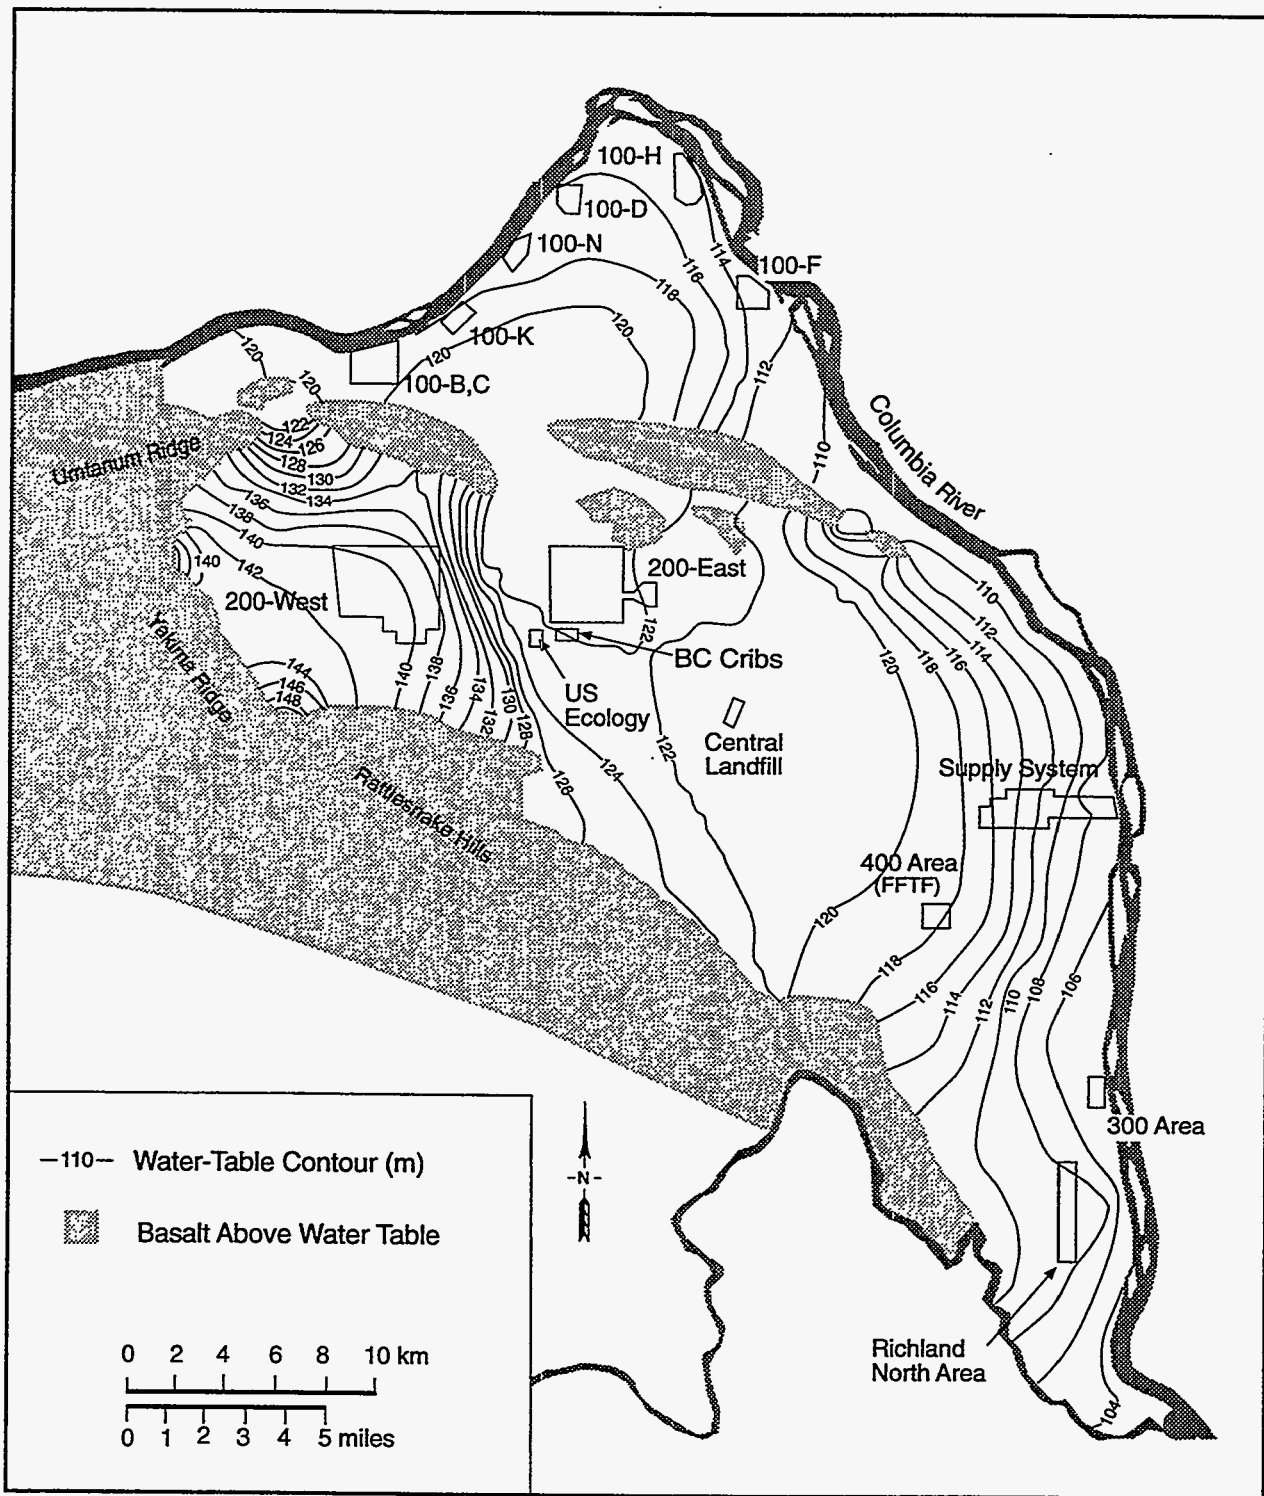 100-H
100-D
100-N
114
116
100-F
118
120
100-K
120
120
100-B,C
120
112
110
Columbia River
Umtanum Ridge
122
124
126
128
130
132
134
136
138
140
140
142
200-West
200-East
122
BC Cribs
US
Ecology
Central
Landfill
110
112
114
116
118
120
Yakima Ridge
144
146
148
140
138
136
134
132
130
128
126
124
122
Supply System
Rattlesnake Hills
400 Area
(FFTF)
120
118
116
114
112
110
108
106
300 Area
Richland
North Area
104
-N-
—110— Water-Table Contour (m)
Basalt Above Water Table
0 2 4 6 8 10 km
0 1 2 3 4 5 miles